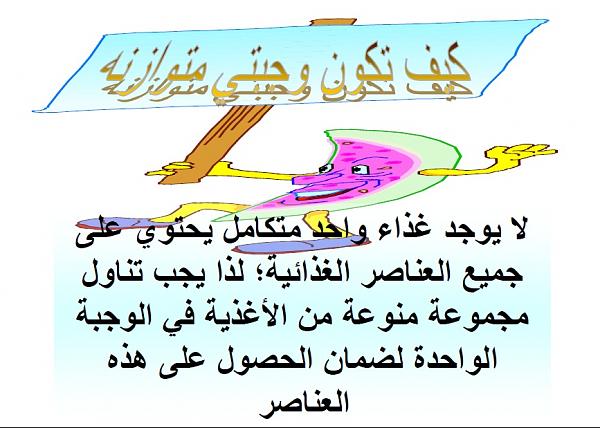 كيف تكون وجبتي متوازنه
لا يوجد غذاء واحد متكامل يحتوي على
جميع العناصر الغذائية؛ لذا يجب تناول
مجموعة منوعة من الأغذية في الوجبة
الواحدة لضمان الحصول على هذه
العناصر